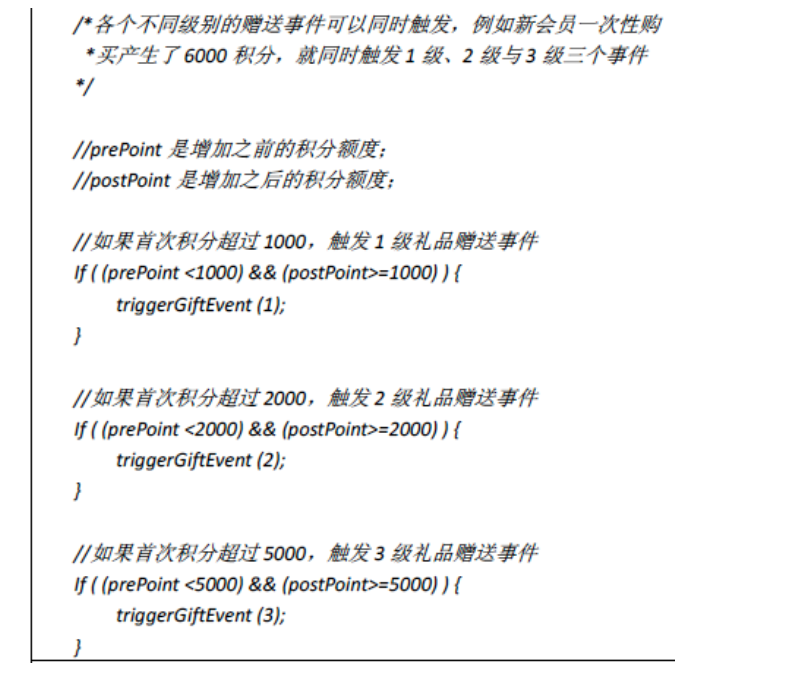 /*各个不同级别的赠送事件可以同时触发，例如新会员一次性购
*买产生了 6000 积分，就同时触发 1 级、2 级与 3 级三个事件
*/
//prePoint 是增加之前的积分额度；
//postPoint 是增加之后的积分额度；
//如果首次积分超过 1000，触发 1 级礼品赠送事件
If ( (prePoint <1000) && (postPoint>=1000) ) {
triggerGiftEvent (1);
}
//如果首次积分超过 2000，触发 2 级礼品赠送事件
If ( (prePoint <2000) && (postPoint>=2000) ) {
triggerGiftEvent (2);
}
//如果首次积分超过 5000，触发 3 级礼品赠送事件
If ( (prePoint <5000) && (postPoint>=5000) ) {
triggerGiftEvent (3);
}